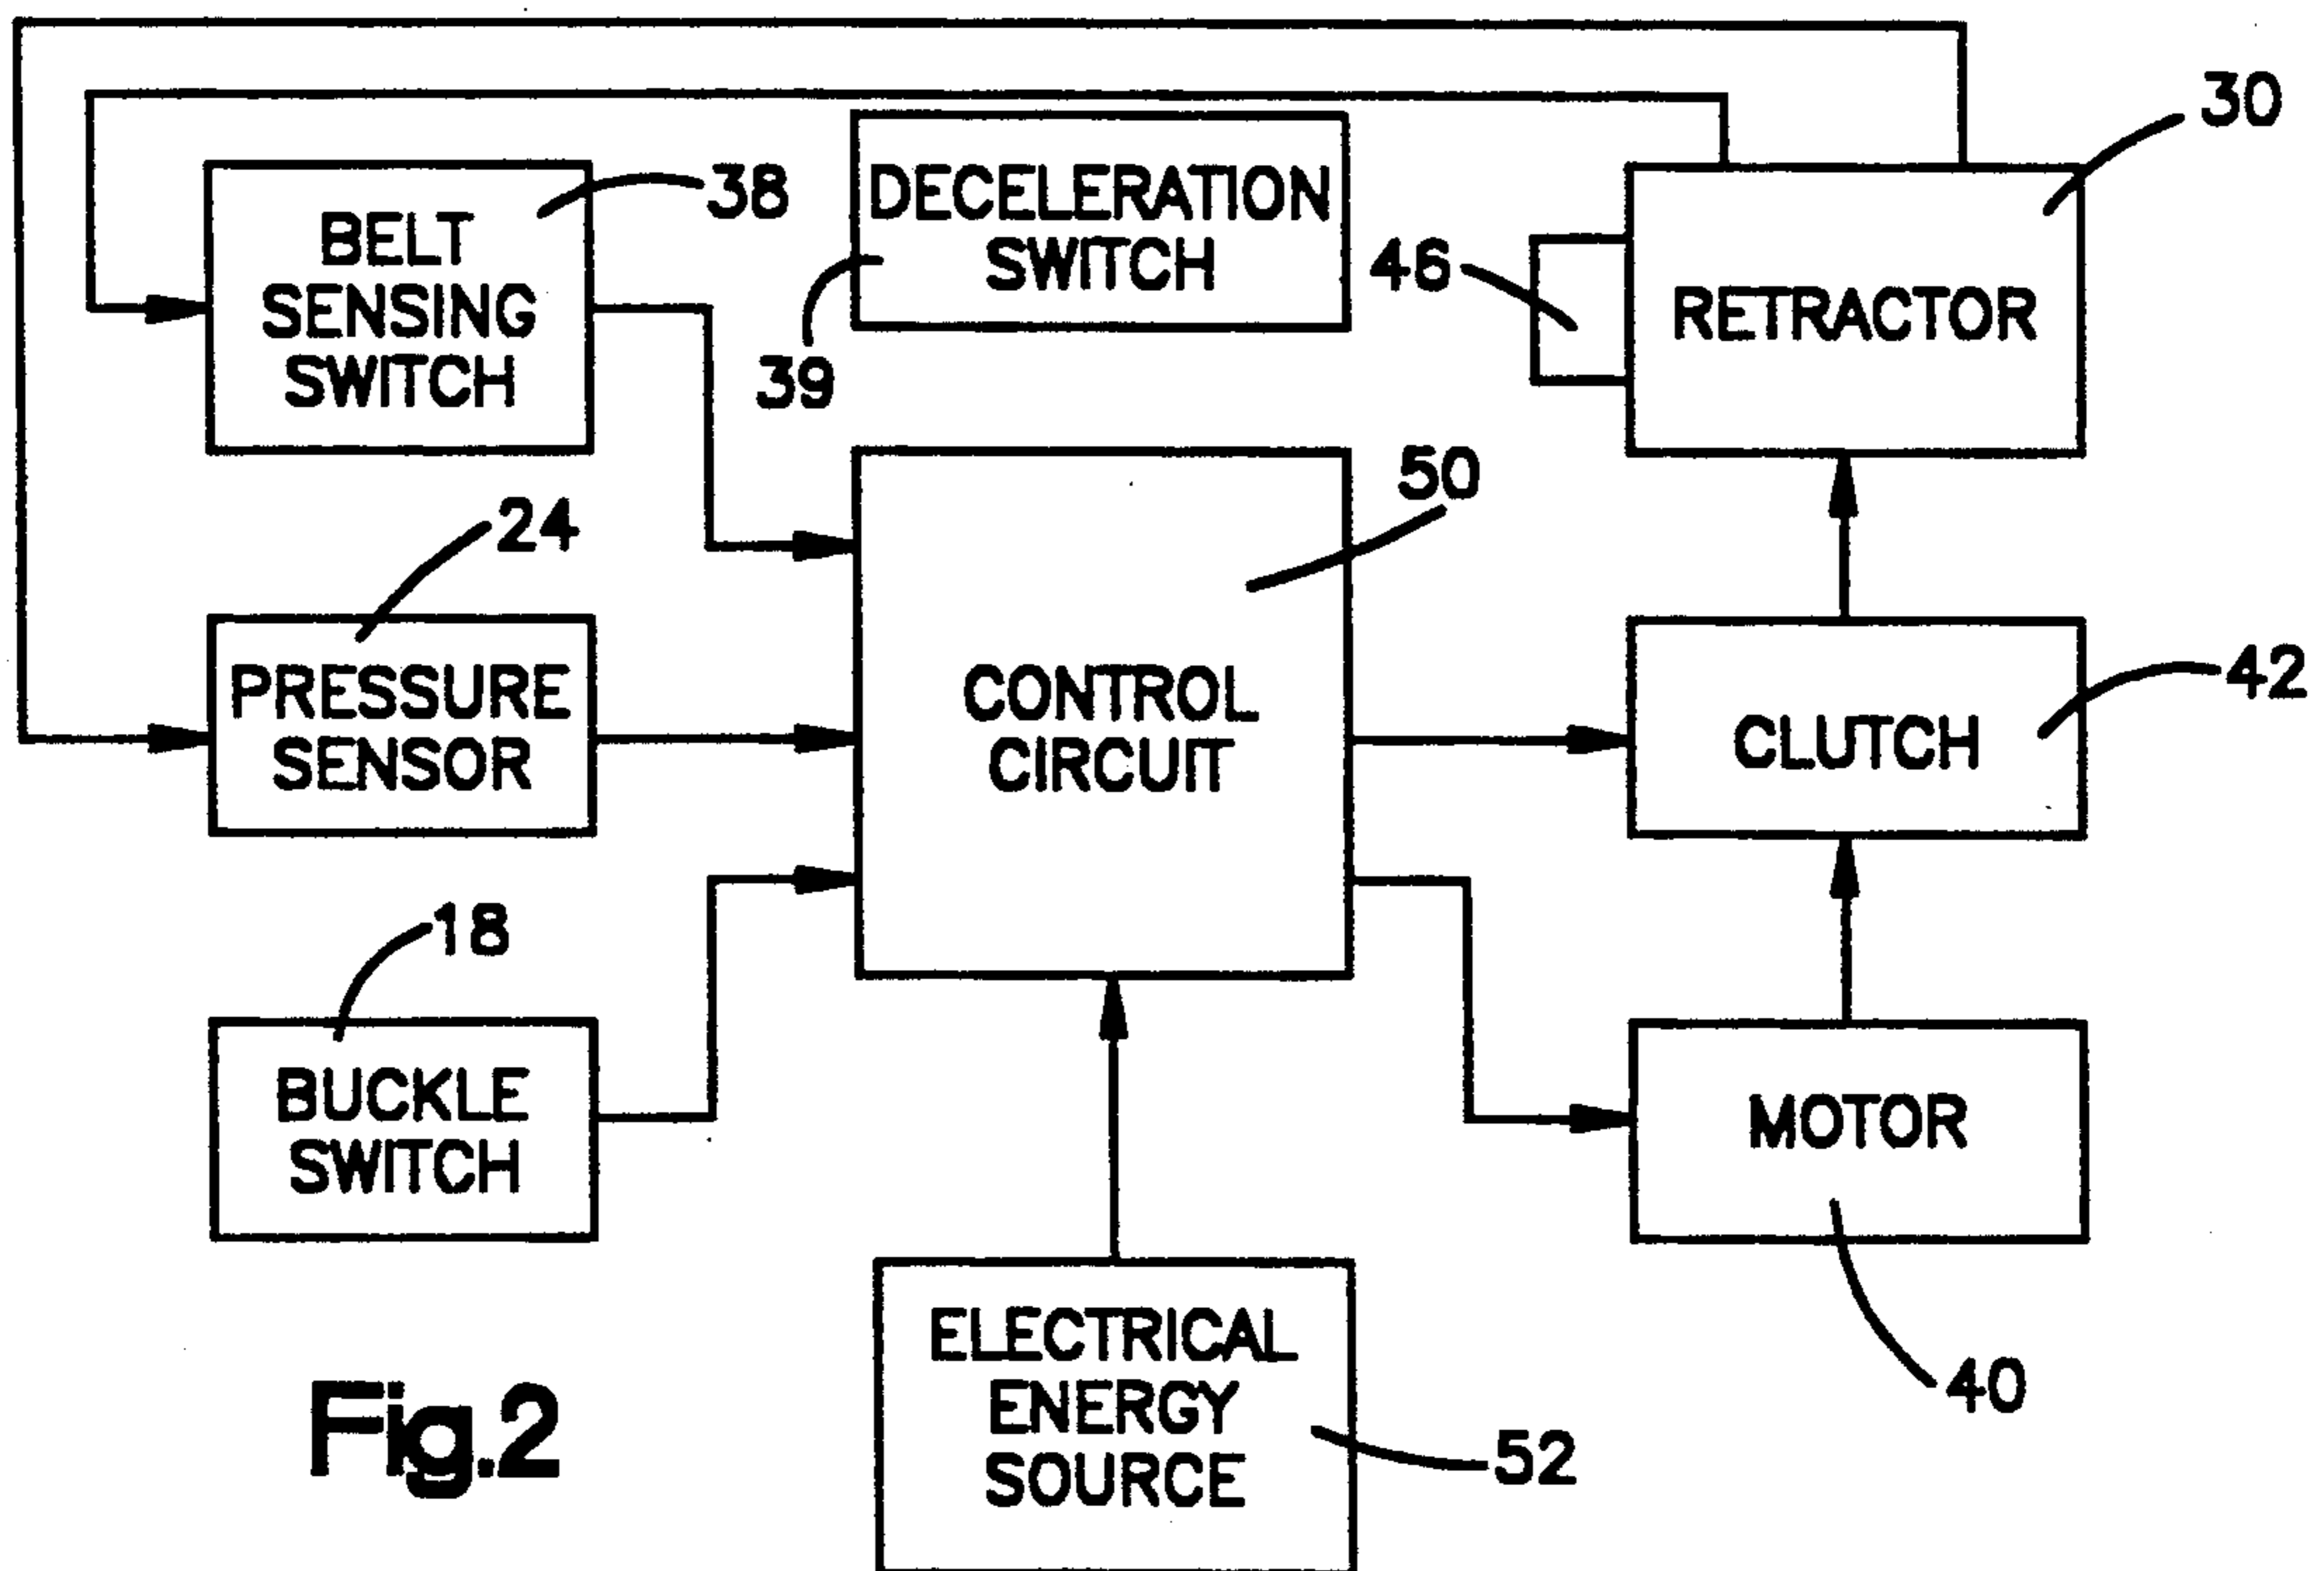 30
DECELERATION
SWITCH
38
BELT
SENSING
SWITCH
46
RETRACTOR
39
50
24
PRESSURE
SENSOR
CONTROL
CIRCUIT
42
CLUTCH
18
BUCKLE
SWITCH
MOTOR
ELECTRICAL
ENERGY
SOURCE
40
52
Fig.2